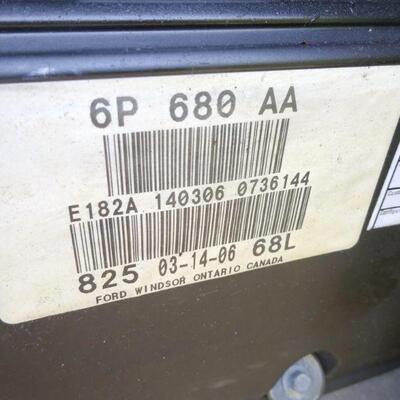 6P 680 AA
E182A 140306 0736144
825 03-14-06 68L
FORD WINDSOR ONTARIO CANADA